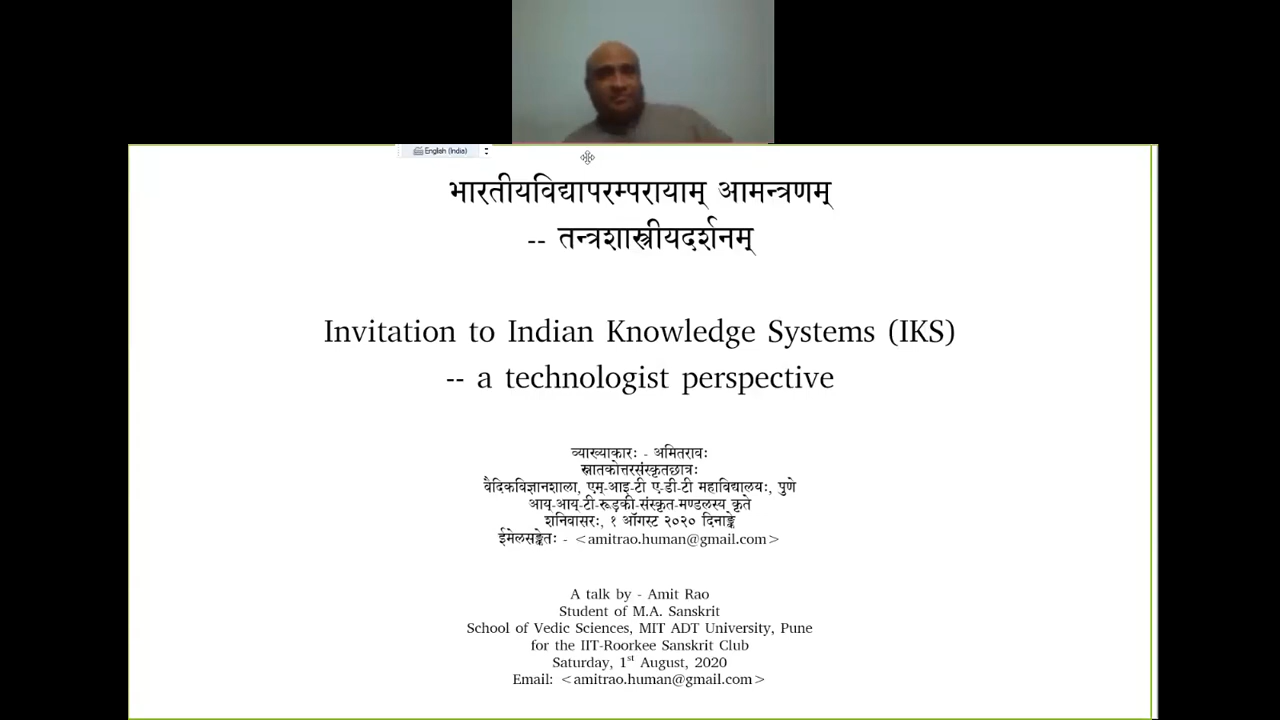 English (India)
भारतीयविद्यापरम्परायाम् आमन्त्रणम्
-- तन्त्रशास्त्रीयदर्शनम्
Invitation to Indian Knowledge Systems (IKS)
-- a technologist perspective
व्याख्याकारः - अमितरावः
स्नातकोत्तरसंस्कृतछात्रः
वैदिकविज्ञानशाला, एम्-आइ-टी ए-डी-टी महाविद्यालयः, पुणे
आय्-आय्-टी-रूड़की-संस्कृत-मण्डलस्य कृते
शनिवासरः, १ ऑगस्ट २०२० दिनाङ्के
ईमेलसङ्केतः - <amitrao.human@gmail.com>
A talk by - Amit Rao
Student of M.A. Sanskrit
School of Vedic Sciences, MIT ADT University, Pune
for the IIT-Roorkee Sanskrit Club
Saturday, 1st August, 2020
Email: <amitrao.human@gmail.com>